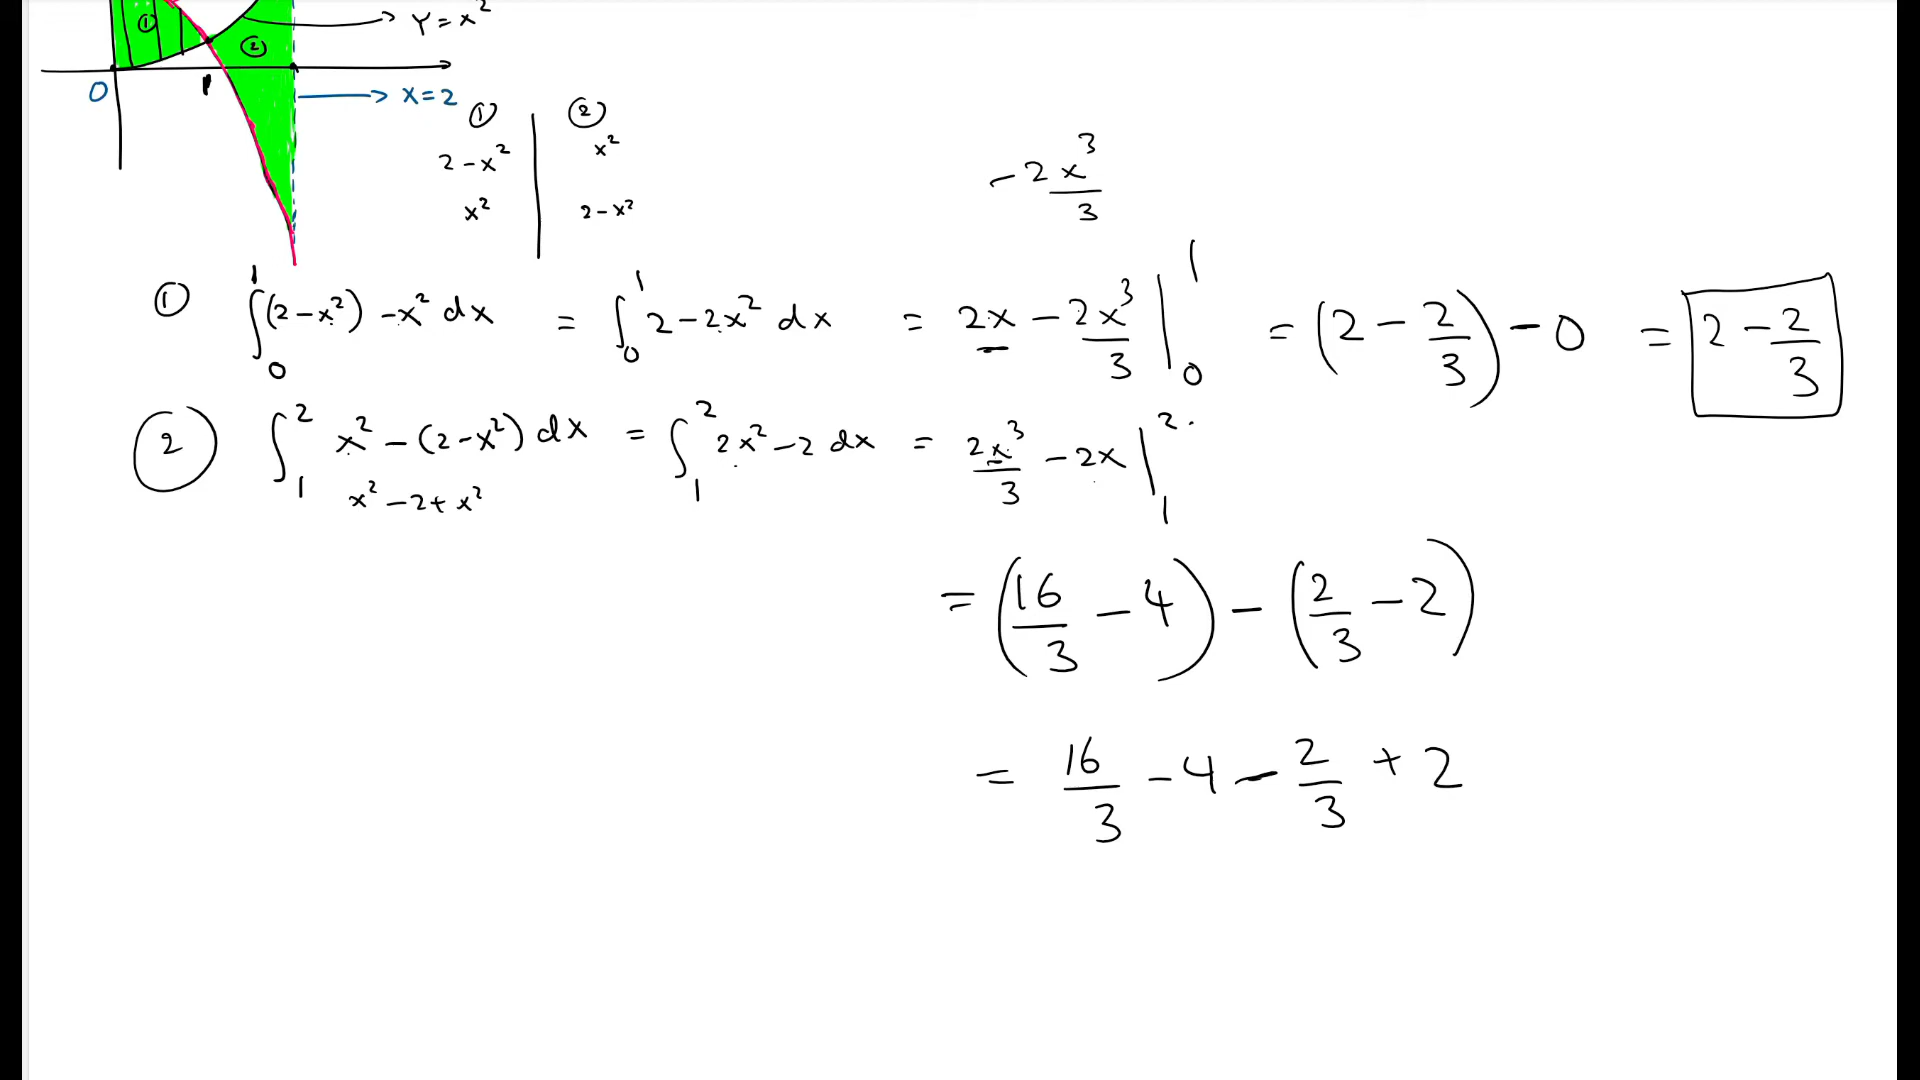 ① → y = x²
②
0 1 → x = 2
① | ②
2 - x² | x²
x² | 2 - x²
- 2x³/3
① ∫₀¹ (2 - x²) - x² dx = ∫₀¹ 2 - 2x² dx = 2x - 2x³/3 |₀¹ = (2 - 2/3) - 0 = 2 - 2/3
② ∫₁² x² - (2 - x²) dx = ∫₁² 2x² - 2 dx = 2x³/3 - 2x |₁²
x² - 2 + x²
= (16/3 - 4) - (2/3 - 2)
= 16/3 - 4 - 2/3 + 2